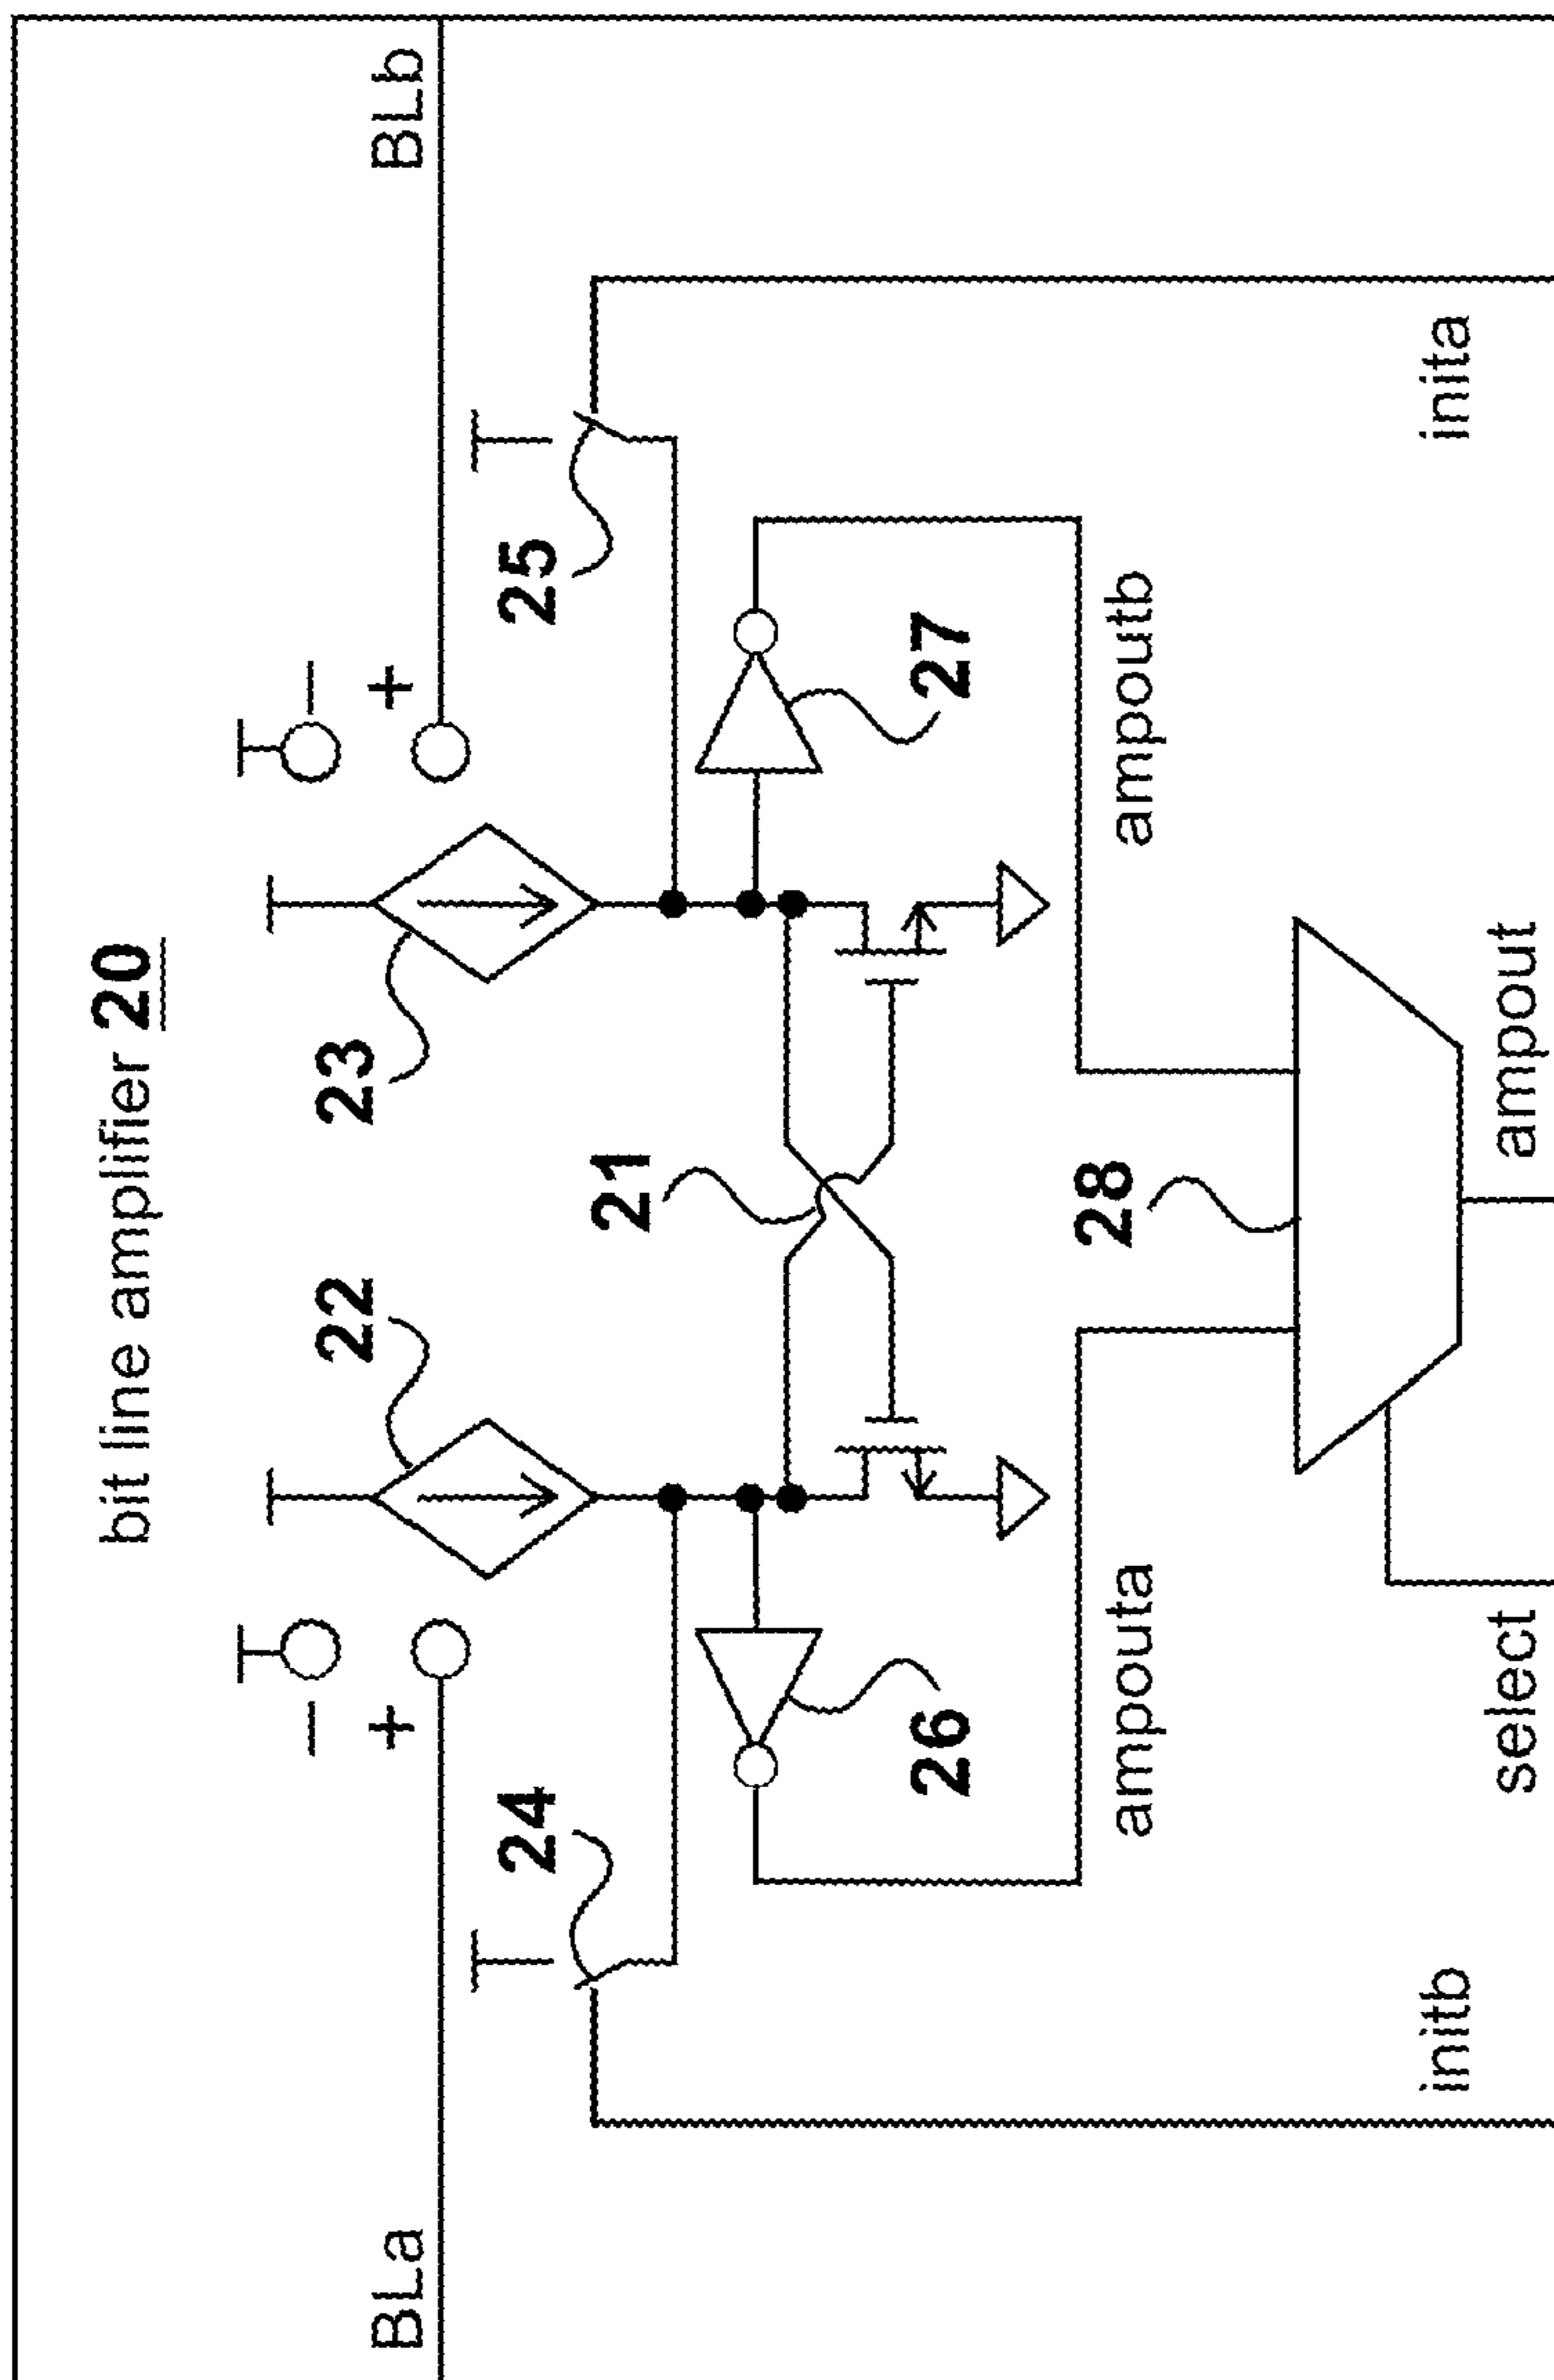 bit line amplifier 20
22
23
− −
BLa + + BLb
24
21
25
26
27
ampouta
28
ampoutb
initb
inita
select
ampout